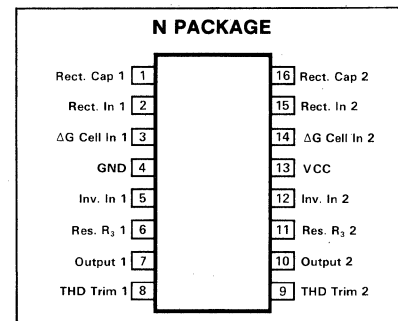 N PACKAGE
Rect. Cap 1 1 16 Rect. Cap 2
Rect. In 1 2 15 Rect. In 2
ΔG Cell In 1 3 14 ΔG Cell In 2
GND 4 13 VCC
Inv. In 1 5 12 Inv. In 2
Res. R₃ 1 6 11 Res. R₃ 2
Output 1 7 10 Output 2
THD Trim 1 8 9 THD Trim 2